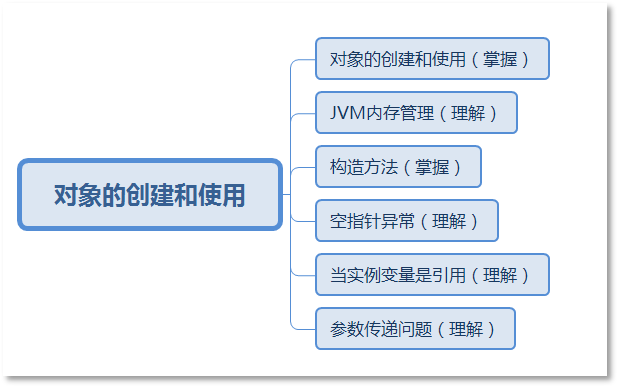 对象的创建和使用
对象的创建和使用（掌握）
JVM内存管理（理解）
构造方法（掌握）
空指针异常（理解）
当实例变量是引用（理解）
参数传递问题（理解）